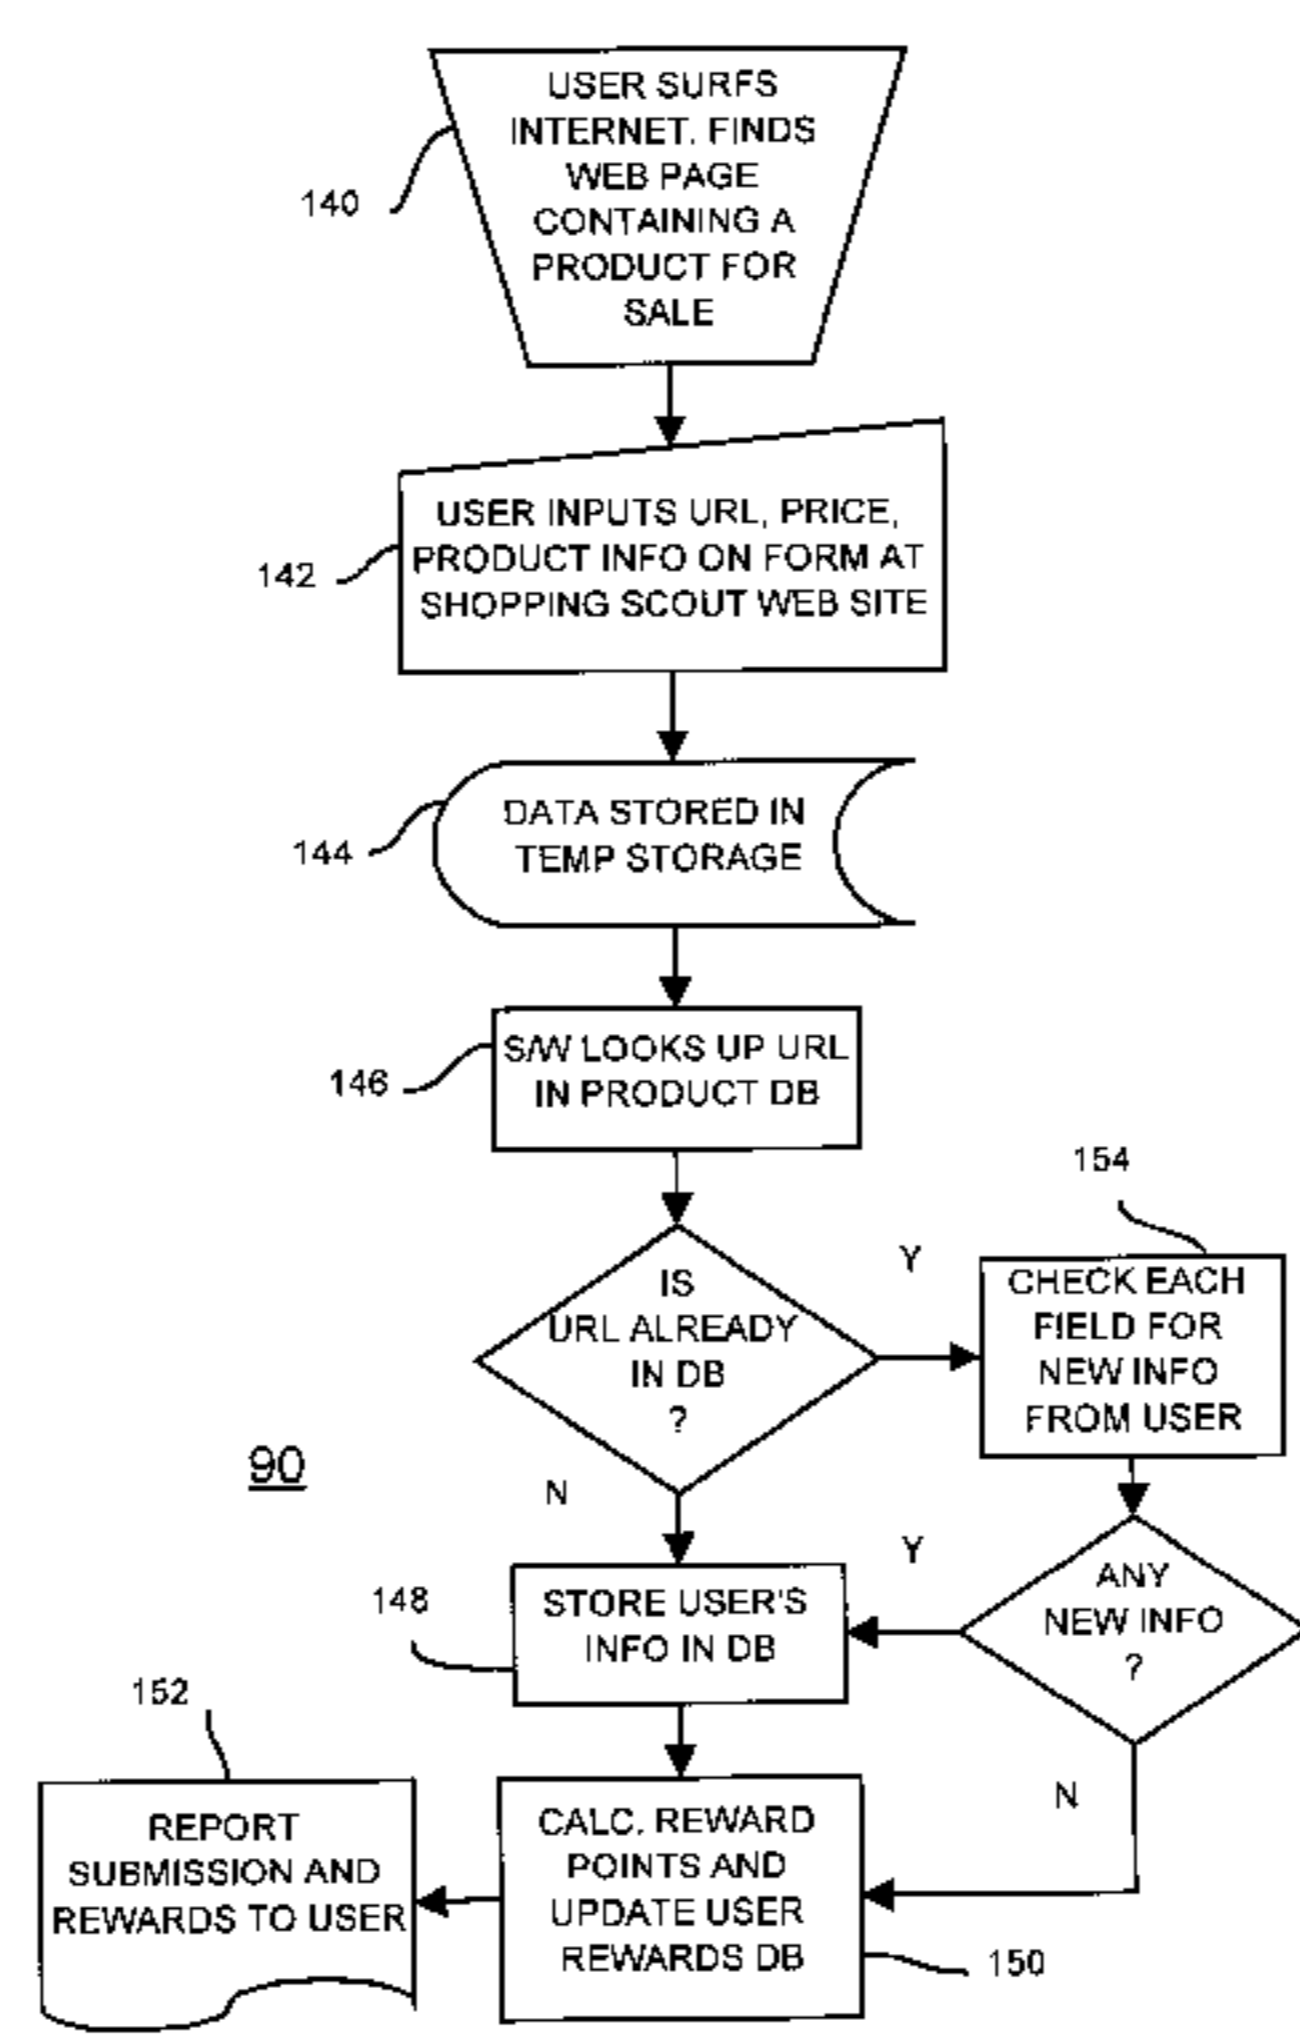 USER SURFS
INTERNET. FINDS
WEB PAGE
CONTAINING A
PRODUCT FOR
SALE
140
USER INPUTS URL, PRICE,
PRODUCT INFO ON FORM AT
SHOPPING SCOUT WEB SITE
142
DATA STORED IN
TEMP STORAGE
144
S/W LOOKS UP URL
IN PRODUCT DB
146
154
IS
URL ALREADY
IN DB
?
Y
CHECK EACH
FIELD FOR
NEW INFO
FROM USER
90
N
Y
ANY
NEW INFO
?
148
STORE USER'S
INFO IN DB
152
N
REPORT
SUBMISSION AND
REWARDS TO USER
CALC. REWARD
POINTS AND
UPDATE USER
REWARDS DB
150